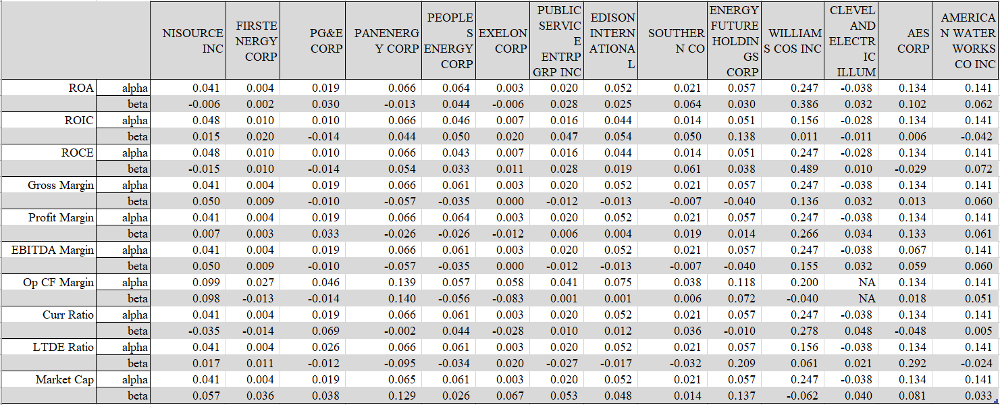 NISOURCE INC	FIRSTE NERGY CORP	PG&E CORP	PANENERG Y CORP	PEOPLE S ENERGY CORP	EXELON CORP	PUBLIC SERVIC E ENTRP GRP INC	EDISON INTERN ATIONA L	SOUTHER N CO	ENERGY FUTURE HOLDIN GS CORP	WILLIAM S COS INC	CLEVEL AND ELECTR IC ILLUM	AES CORP	AMERICA N WATER WORKS CO INC
ROA	alpha	0.041	0.004	0.019	0.066	0.064	0.003	0.020	0.052	0.021	0.057	0.247	-0.038	0.134	0.141
beta	-0.006	0.002	0.030	-0.013	0.044	-0.006	0.028	0.025	0.064	0.030	0.386	0.032	0.102	0.062
ROIC	alpha	0.048	0.010	0.010	0.066	0.046	0.007	0.016	0.044	0.014	0.051	0.156	-0.028	0.134	0.141
beta	0.015	0.020	-0.014	0.044	0.050	0.020	0.047	0.054	0.050	0.138	0.011	-0.011	0.006	-0.042
ROCE	alpha	0.048	0.010	0.010	0.066	0.043	0.007	0.016	0.044	0.014	0.051	0.247	-0.028	0.134	0.141
beta	-0.015	0.010	-0.014	0.054	0.033	0.011	0.028	0.019	0.061	0.038	0.489	0.010	-0.029	0.072
Gross Margin	alpha	0.041	0.004	0.019	0.066	0.061	0.003	0.020	0.052	0.021	0.057	0.247	-0.038	0.134	0.141
beta	0.050	0.009	-0.010	-0.057	-0.035	0.000	-0.012	-0.013	-0.007	-0.040	0.136	0.032	0.013	0.060
Profit Margin	alpha	0.041	0.004	0.019	0.066	0.064	0.003	0.020	0.052	0.021	0.057	0.247	-0.038	0.134	0.141
beta	0.007	0.003	0.033	-0.026	-0.026	-0.012	0.006	0.004	0.019	0.014	0.266	0.034	0.133	0.061
EBITDA Margin	alpha	0.041	0.004	0.019	0.066	0.061	0.003	0.020	0.052	0.021	0.057	0.247	-0.038	0.067	0.141
beta	0.050	0.009	-0.010	-0.057	-0.035	0.000	-0.012	-0.013	-0.007	-0.040	0.155	0.032	0.059	0.060
Op CF Margin	alpha	0.099	0.027	0.046	0.139	0.057	0.058	0.041	0.075	0.038	0.118	0.200	NA	0.134	0.141
beta	0.098	-0.013	-0.014	0.140	-0.056	-0.083	0.001	0.001	0.006	0.072	-0.040	NA	0.018	0.051
Curr Ratio	alpha	0.041	0.004	0.019	0.066	0.061	0.003	0.020	0.052	0.021	0.057	0.247	-0.038	0.134	0.141
beta	-0.035	-0.014	0.069	-0.002	0.044	-0.028	0.010	0.012	0.036	-0.010	0.278	0.048	-0.048	0.005
LTDE Ratio	alpha	0.041	0.004	0.026	0.066	0.061	0.003	0.020	0.052	0.021	0.057	0.156	-0.038	0.134	0.141
beta	0.017	0.011	-0.012	-0.095	-0.034	0.020	-0.027	-0.017	-0.032	0.209	0.061	0.021	0.292	-0.024
Market Cap	alpha	0.041	0.004	0.019	0.065	0.061	0.003	0.020	0.052	0.021	0.057	0.247	-0.038	0.134	0.141
beta	0.057	0.036	0.038	0.129	0.026	0.067	0.053	0.048	0.014	0.137	-0.062	0.040	0.081	0.033